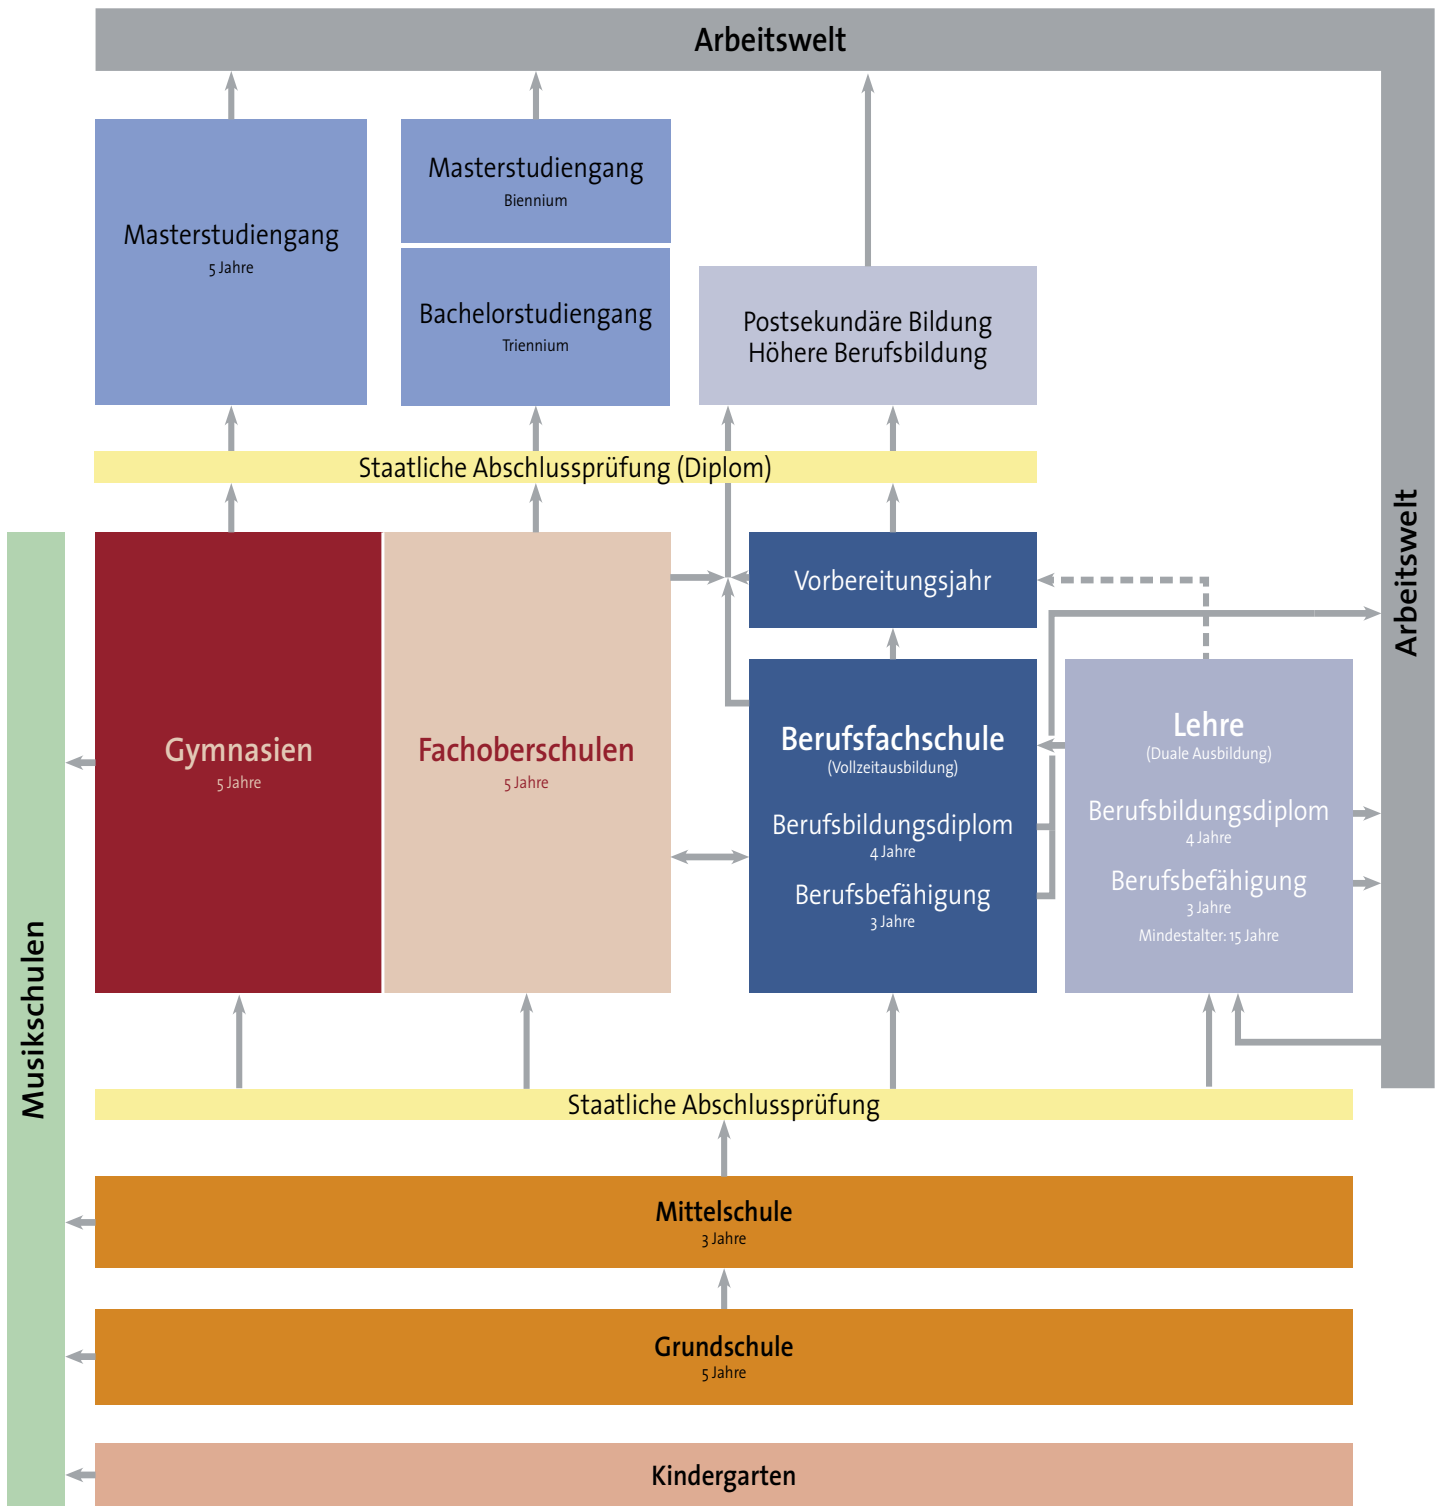 Arbeitswelt
Masterstudiengang
5 Jahre
Masterstudiengang
Biennium
Bachelorstudiengang
Triennium
Postsekundäre Bildung
Höhere Berufsbildung
Staatliche Abschlussprüfung (Diplom)
Arbeitswelt
Musikschulen
Gymnasien
5 Jahre
Fachoberschulen
5 Jahre
Vorbereitungsjahr
Berufsfachschule
(Vollzeitausbildung)
Berufsbildungsdiplom
4 Jahre
Berufsbefähigung
3 Jahre
Lehre
(Duale Ausbildung)
Berufsbildungsdiplom
4 Jahre
Berufsbefähigung
3 Jahre
Mindestalter: 15 Jahre
Staatliche Abschlussprüfung
Mittelschule
3 Jahre
Grundschule
5 Jahre
Kindergarten